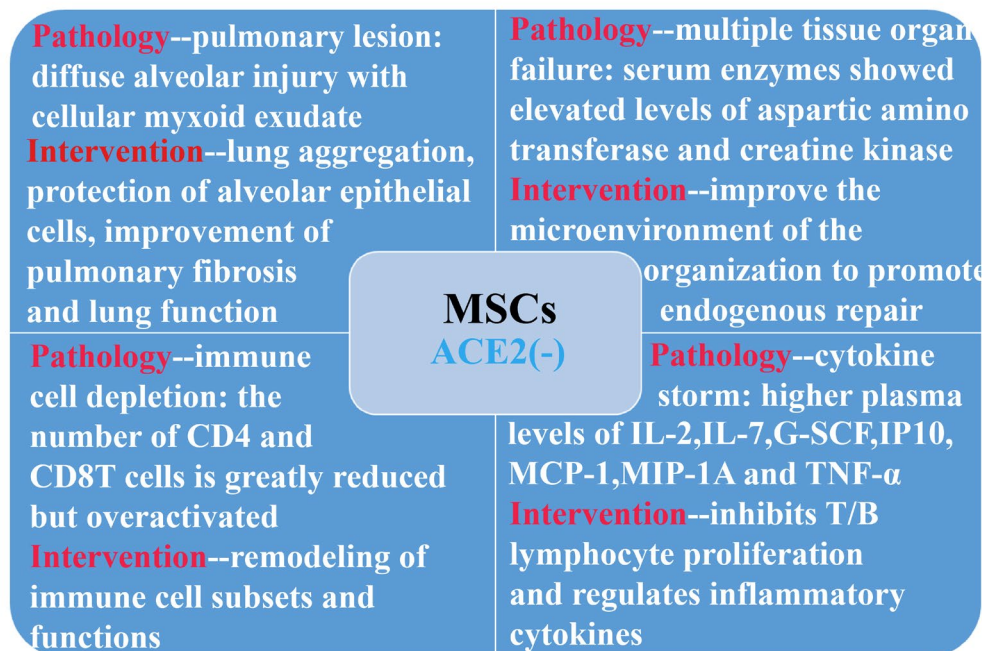 Pathology--pulmonary lesion:
diffuse alveolar injury with
cellular myxoid exudate
Intervention--lung aggregation,
protection of alveolar epithelial
cells, improvement of
pulmonary fibrosis
and lung function
Pathology--multiple tissue organ
failure: serum enzymes showed
elevated levels of aspartic amino
transferase and creatine kinase
Intervention--improve the
microenvironment of the
organization to promote
endogenous repair
MSCs
ACE2(-)
Pathology--immune
cell depletion: the
number of CD4 and
CD8T cells is greatly reduced
but overactivated
Intervention--remodeling of
immune cell subsets and
functions
Pathology--cytokine
storm: higher plasma
levels of IL-2,IL-7,G-SCF,IP10,
MCP-1,MIP-1A and TNF-α
Intervention--inhibits T/B
lymphocyte proliferation
and regulates inflammatory
cytokines